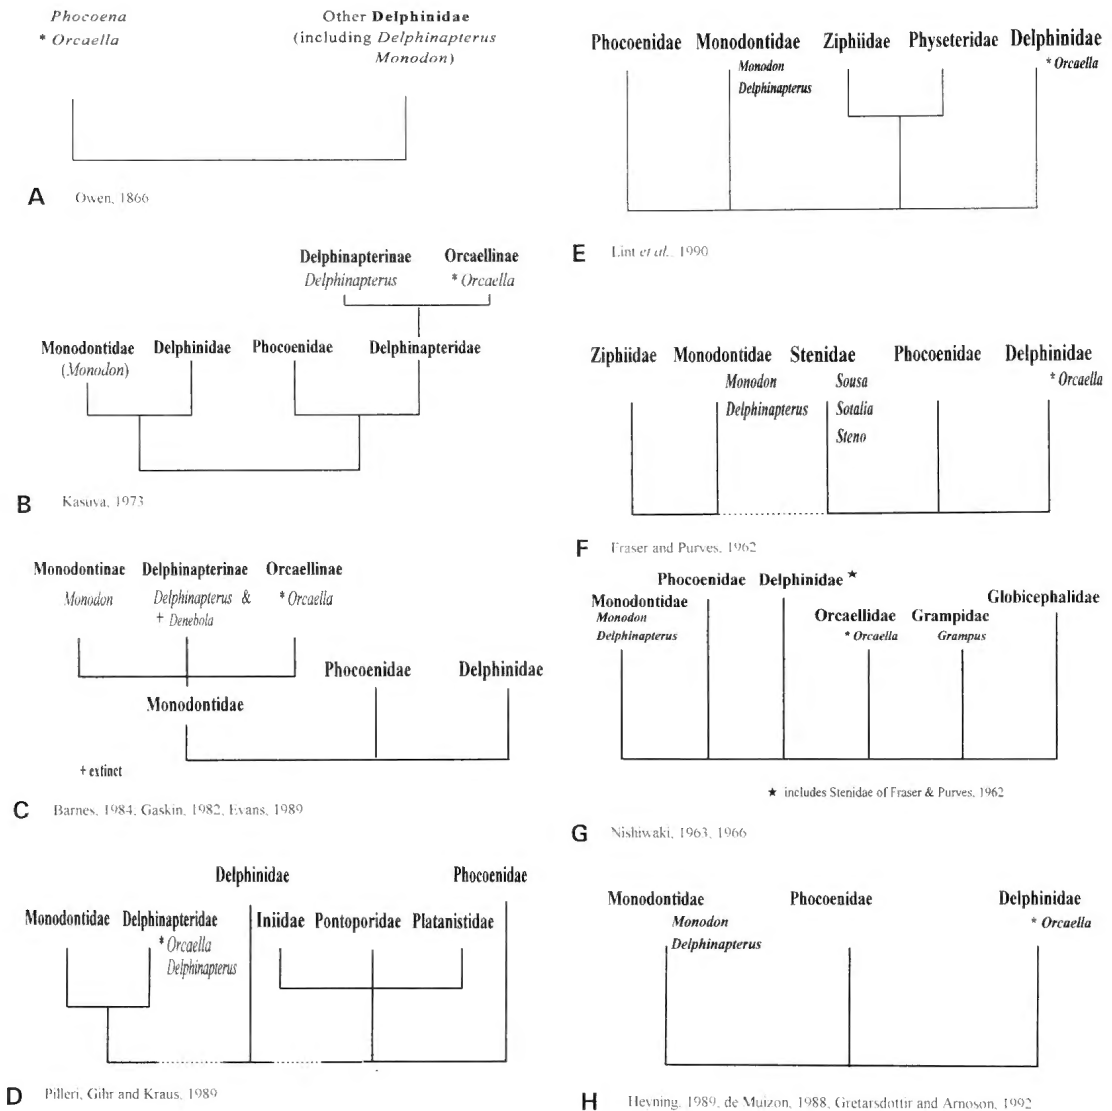 Phocoena
* Orcaella
Other Delphinidae
(including Delphinapterus
Monodon)
A Owen, 1866
Delphinapterinae Orcaellinae
Delphinapterus * Orcaella
Monodontidae Delphinidae Phocoenidae Delphinapteridae
(Monodon)
B Kasuya, 1973
Monodontinae Delphinapterinae Orcaellinae
Monodon Delphinapterus & * Orcaella
+ Denebola
Phocoenidae Delphinidae
Monodontidae
+ extinct
C Barnes, 1984, Gaskin, 1982, Evans, 1989
Delphinidae Phocoenidae
Monodontidae Delphinapteridae Iniidae Pontoporidae Platanistidae
* Orcaella
Delphinapterus
D Pilleri, Gihr and Kraus, 1989
Phocoenidae Monodontidae Ziphiidae Physeteridae Delphinidae
Monodon * Orcaella
Delphinapterus
E Lint et al., 1990
Ziphiidae Monodontidae Stenidae Phocoenidae Delphinidae
Monodon Sousa * Orcaella
Delphinapterus Sotalia
Steno
F Fraser and Purves, 1962
Phocoenidae Delphinidae ★
Monodontidae Globicephalidae
Monodon Orcaellidae Grampidae
Delphinapterus * Orcaella Grampus
★ includes Stenidae of Fraser & Purves, 1962
G Nishiwaki, 1963, 1966
Monodontidae Phocoenidae Delphinidae
Monodon * Orcaella
Delphinapterus
H Heyning, 1989, de Muizon, 1988, Gretarsdottir and Arnoson, 1992